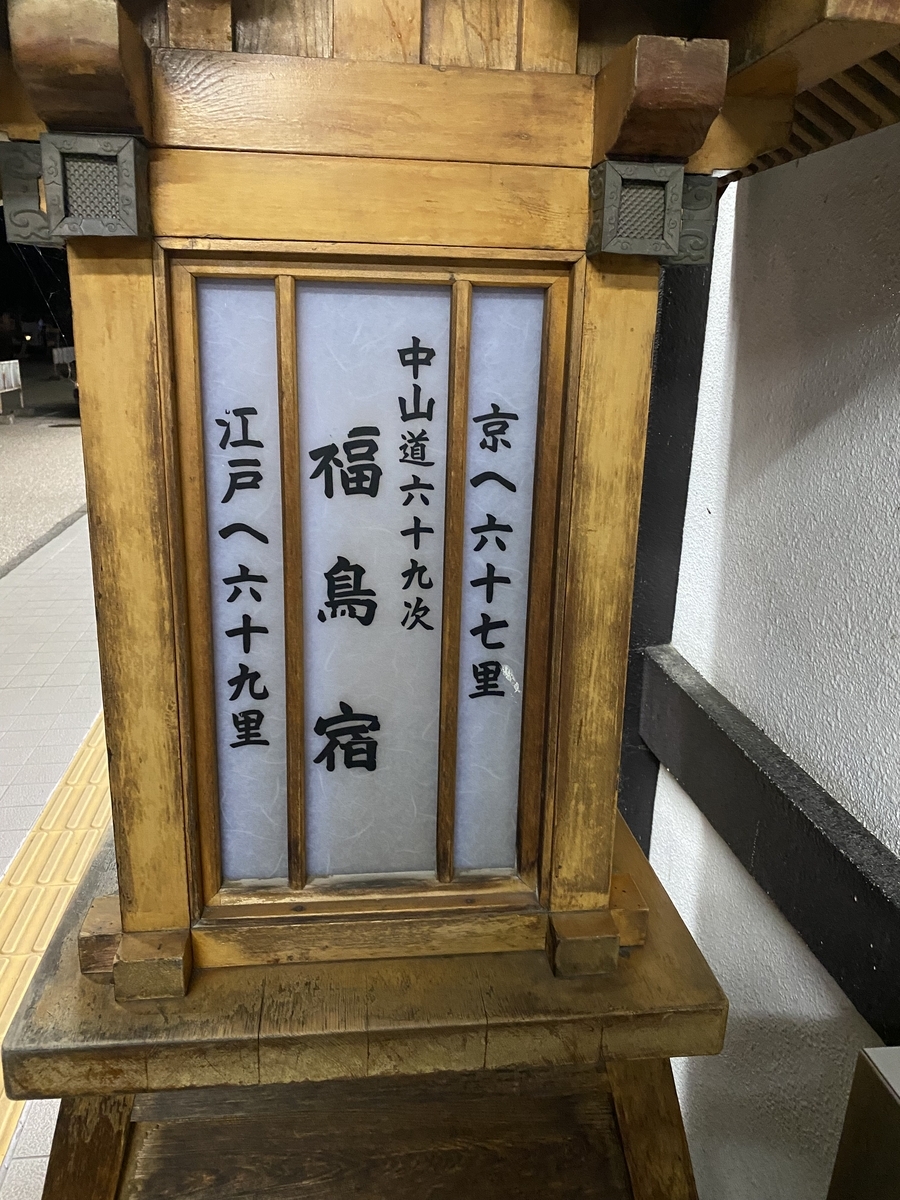 京へ六十七里
中山道六十九次
福島宿
江戸へ六十九里